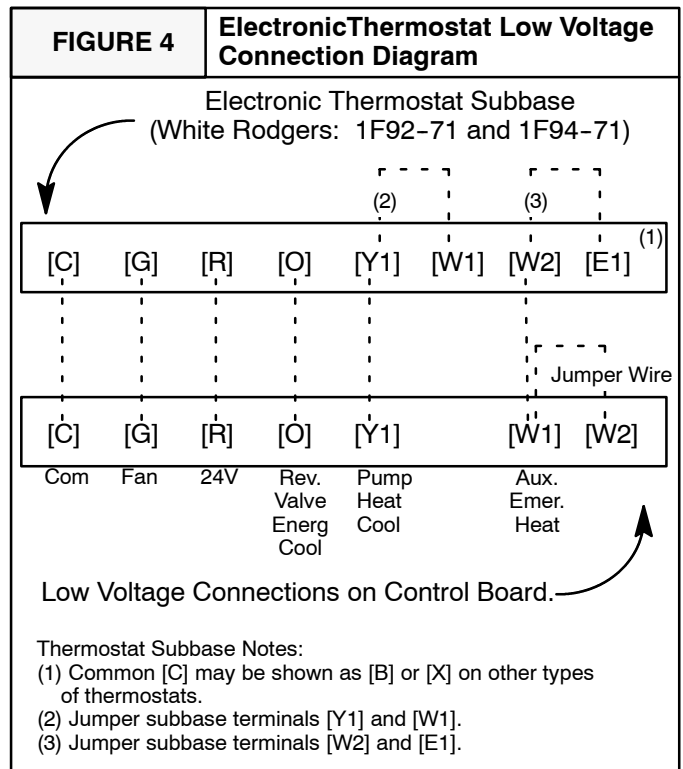 FIGURE 4
ElectronicThermostat Low Voltage
Connection Diagram
Electronic Thermostat Subbase
(White Rodgers: 1F92-71 and 1F94-71)
(2) (3)
(1)
[C] [G] [R] [O] [Y1] [W1] [W2] [E1]
Jumper Wire
[C] [G] [R] [O] [Y1] [W1] [W2]
Com Fan 24V Rev. Pump Aux.
Valve Heat Emer.
Energ Cool Heat
Cool
Low Voltage Connections on Control Board.
Thermostat Subbase Notes:
(1) Common [C] may be shown as [B] or [X] on other types
of thermostats.
(2) Jumper subbase terminals [Y1] and [W1].
(3) Jumper subbase terminals [W2] and [E1].